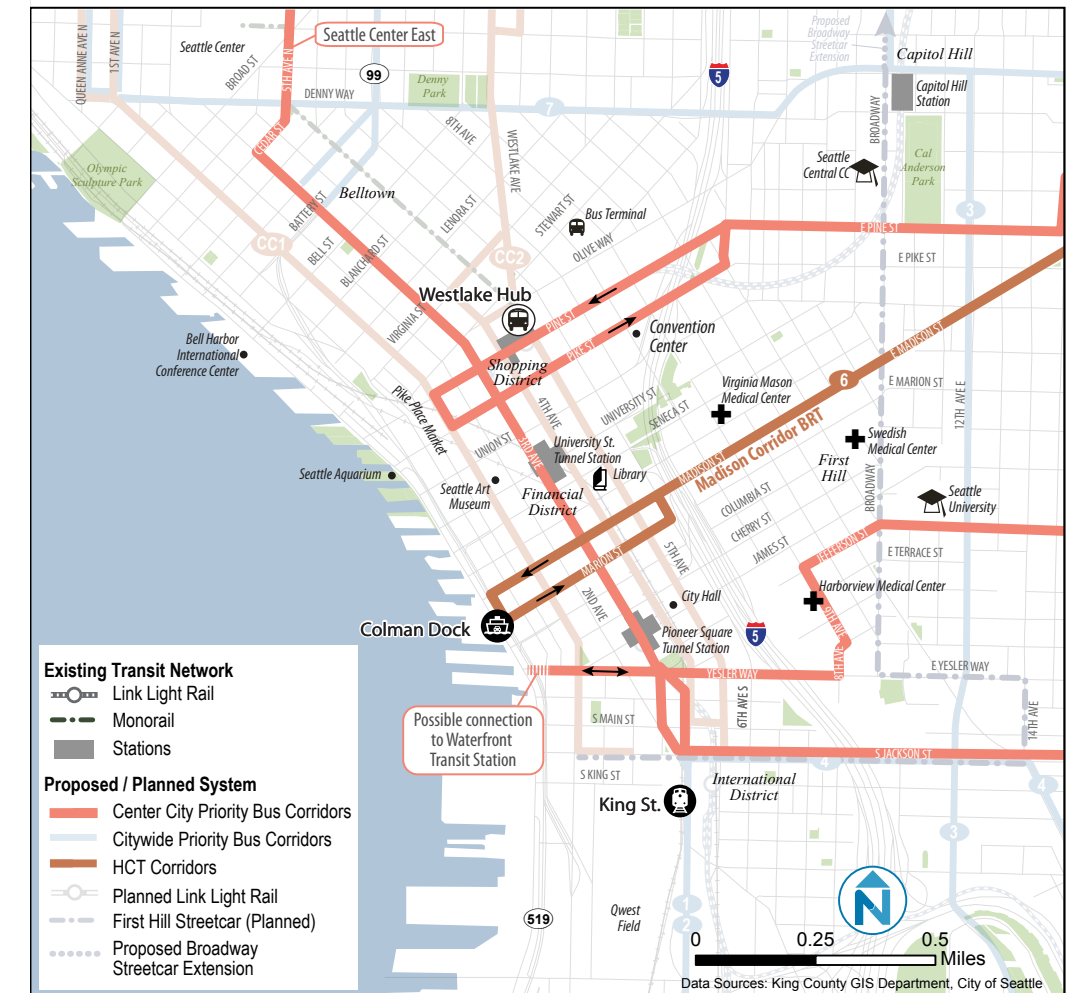 Seattle Center East
Proposed
Broadway
Streetcar
Extension
Capitol Hill
Seattle Center
BROAD ST
5TH AVE N
QUEEN ANNE AVE N
1ST AVE N
99
5
Denny
Park
Capitol Hill
Station
DENNY WAY
7
BROADWAY
8TH AVE
WESTLAKE AVE
CEDAR ST
Olympic
Sculpture Park
Seattle
Central CC
Cal
Anderson
Park
Belltown
BATTERY ST
LENORA ST
STEWART ST
Bus Terminal
3
BELL ST
BLANCHARD ST
OLIVE WAY
E PINE ST
CC1
CC2
E PIKE ST
Westlake Hub
VIRGINIA ST
PINE ST
PIKE ST
Convention
Center
E MADISON ST
Bell Harbor
International
Conference Center
Shopping
District
6
E MARION ST
Virginia Mason
Medical Center
Pike Place Market
4TH AVE
UNIVERSITY ST
SENECA ST
12TH AVE E
Madison Corridor BRT
MADISON ST
UNION ST
3RD AVE
University St.
Tunnel Station
Swedish
Medical Center
First
Hill
BROADWAY
Seattle Aquarium
Seattle Art
Museum
Library
Financial
District
COLUMBIA ST
Seattle
University
CHERRY ST
JAMES ST
JEFFERSON ST
E TERRACE ST
MARION ST
5TH AVE
2ND AVE
City Hall
Harborview Medical Center
9TH AVE
8TH AVE
Colman Dock
Pioneer Square
Tunnel Station
5
YESLER WAY
E YESLER WAY
Possible connection
to Waterfront
Transit Station
S MAIN ST
6TH AVE S
14TH AVE
S JACKSON ST
4
S KING ST
International
District
4
King St.
3
1
2
519
Qwest
Field
N
0 0.25 0.5
Miles
Data Sources: King County GIS Department, City of Seattle
Existing Transit Network
Link Light Rail
Monorail
Stations
Proposed / Planned System
Center City Priority Bus Corridors
Citywide Priority Bus Corridors
HCT Corridors
Planned Link Light Rail
First Hill Streetcar (Planned)
Proposed Broadway
Streetcar Extension